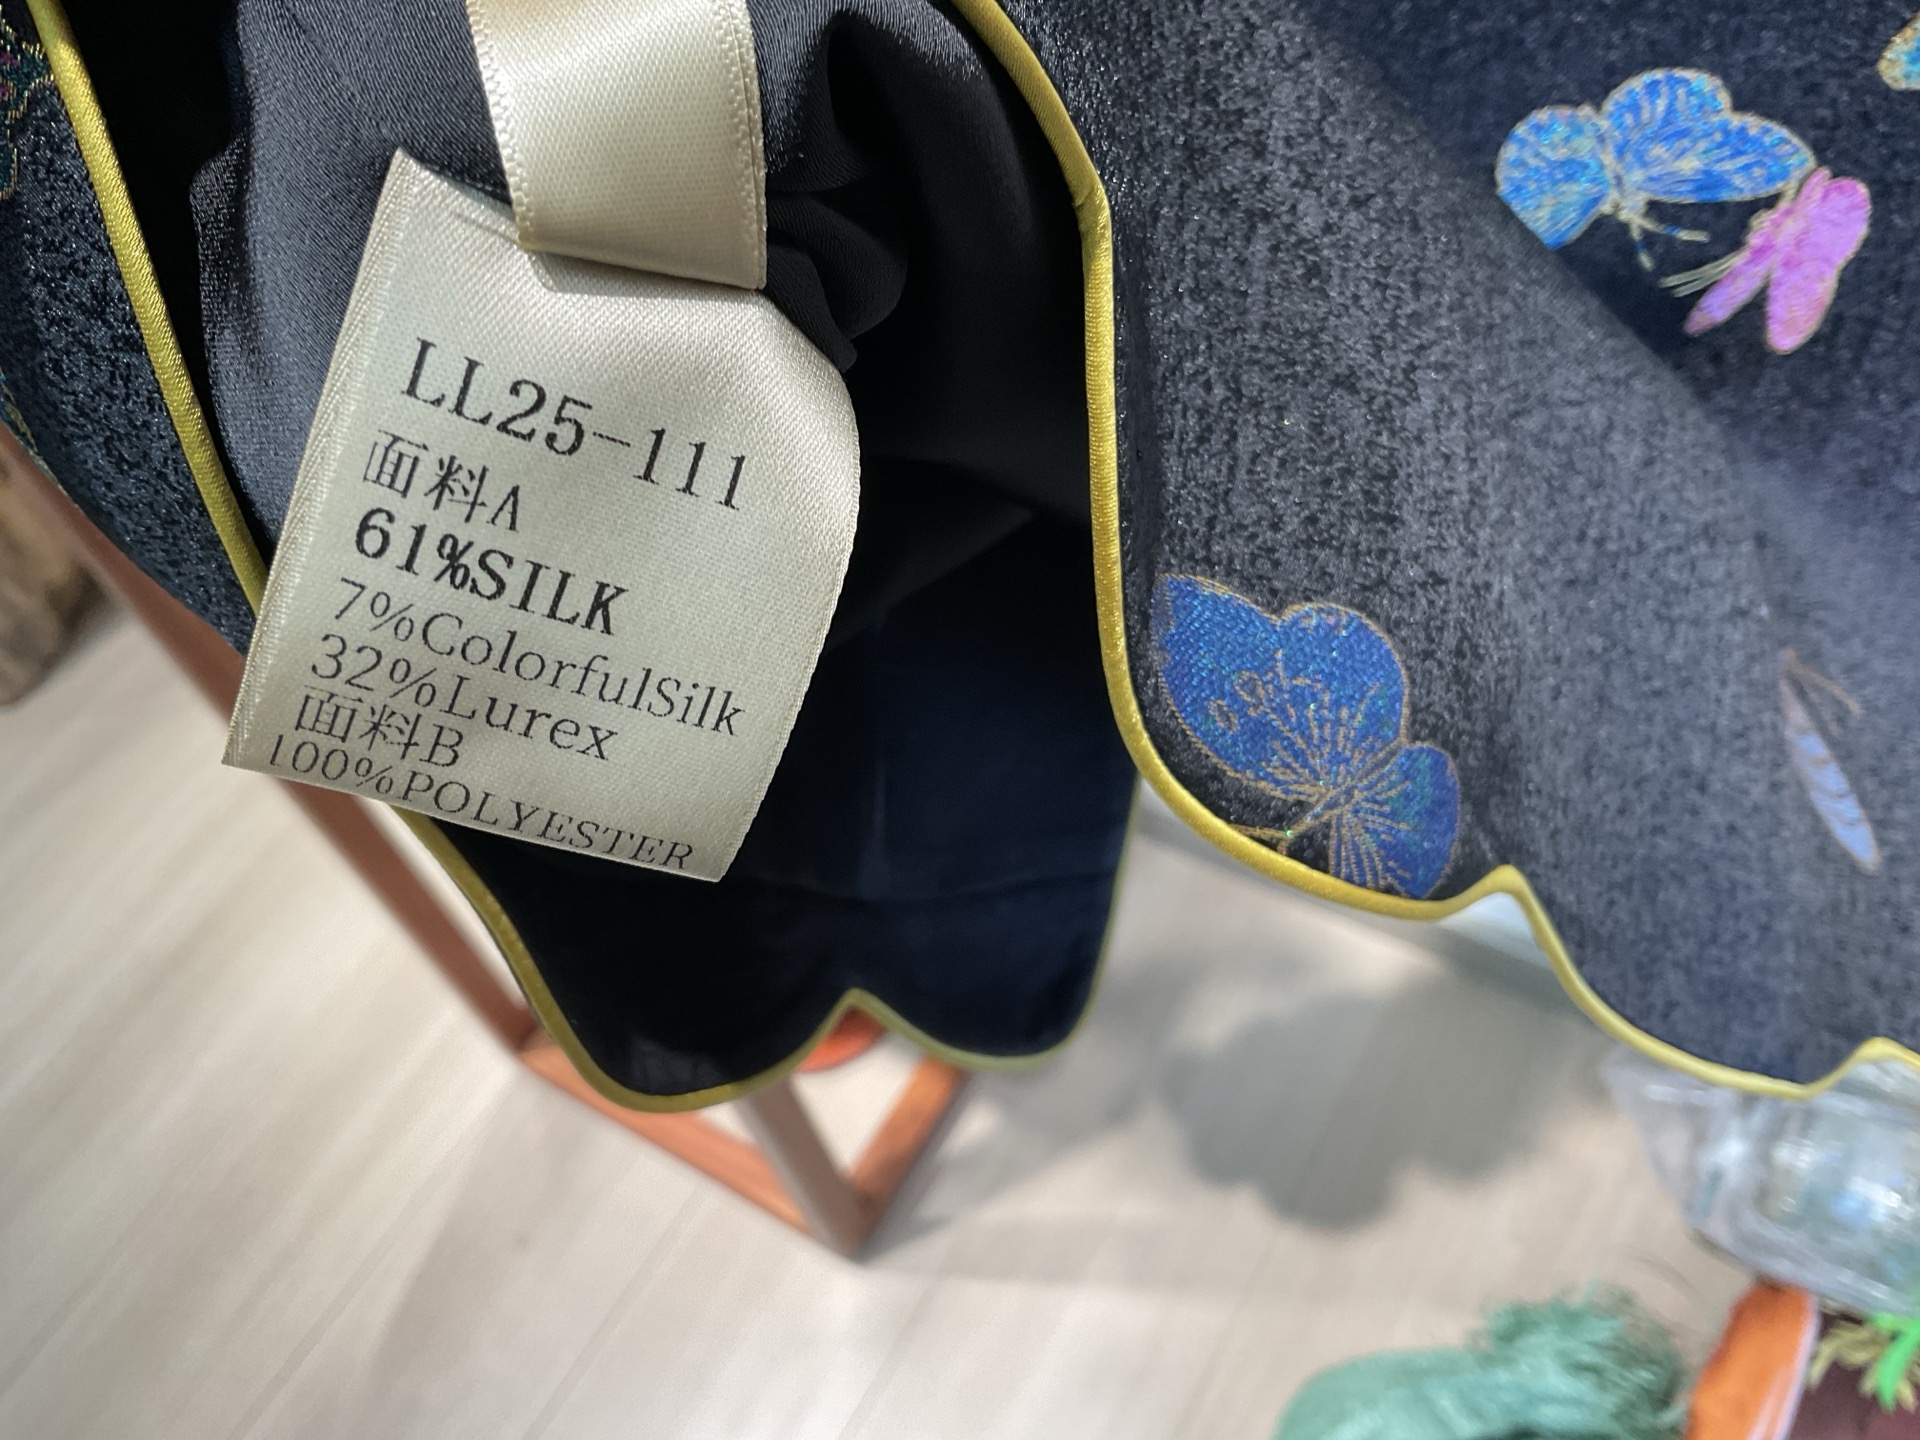 LL25-111
面料A
61%SILK
7%ColorfulSilk
32%Lurex
面料B
100%POLYESTER